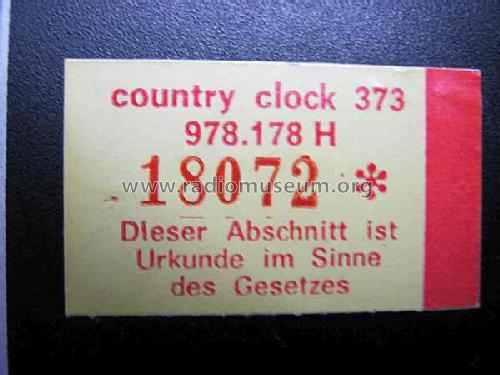 country clock 373
978.178 H
18072 *
www.radiomuseum.org
Dieser Abschnitt ist
Urkunde im Sinne
des Gesetzes